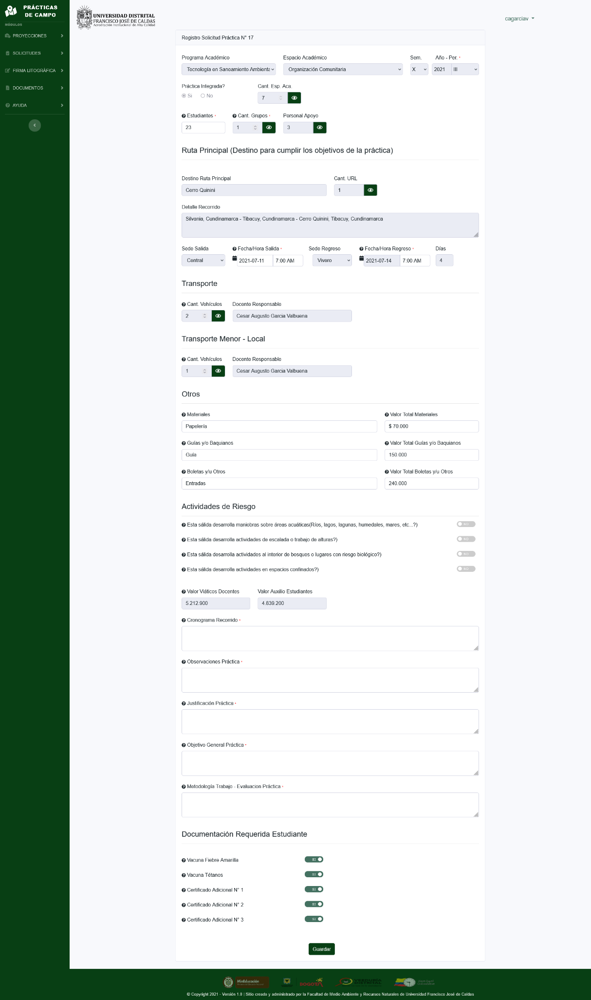 PRÁCTICAS
DE CAMPO
MÓDULOS
PROYECCIONES
SOLICITUDES
FIRMA LITOGRÁFICA
DOCUMENTOS
AYUDA
UNIVERSIDAD DISTRITAL
FRANCISCO JOSÉ DE CALDAS
Acreditación Institucional de Alta Calidad
cagarciav
Registro Solicitud Práctica N° 17
Programa Académico Espacio Académico Sem. Año - Per. *
Tecnología en Saneamiento Ambienta Organización Comunitaria X 2021 III
Práctica Integrada? Cant. Esp. Aca.
Si No 7
Estudiantes * Cant. Grupos * Personal Apoyo
23 1 3
Ruta Principal (Destino para cumplir los objetivos de la práctica)
Destino Ruta Principal Cant. URL
Cerro Quinini 1
Detalle Recorrido
Silvania, Cundinamarca - Tibacuy, Cundinamarca - Cerro Quinini, Tibacuy, Cundinamarca
Sede Salida Fecha/Hora Salida * Sede Regreso Fecha/Hora Regreso * Días
Central 2021-07-11 7:00 AM Vivero 2021-07-14 7:00 AM 4
Transporte
Cant. Vehículos Docente Responsable
2 Cesar Augusto Garcia Valbuena
Transporte Menor - Local
Cant. Vehículos Docente Responsable
1 Cesar Augusto Garcia Valbuena
Otros
Materiales Valor Total Materiales
Papelería $ 70.000
Guías y/o Baquianos Valor Total Guías y/o Baquianos
Guía 150.000
Boletas y/u Otros Valor Total Boletas y/u Otros
Entradas 240.000
Actividades de Riesgo
Esta sálida desarrolla maniobras sobre áreas acuáticas(Ríos, lagos, lagunas, humedales, mares, etc...?) NO
Esta sálida desarrolla actividades de escalada o trabajo de alturas?) NO
Esta sálida desarrolla actividades al interior de bosques o lugares con riesgo biológico?) NO
Esta sálida desarrolla actividades en espacios confinados?) NO
Valor Viáticos Docentes Valor Auxilio Estudiantes
5.212.900 4.839.200
Cronograma Recorrido *
Observaciones Práctica *
Justificación Práctica *
Objetivo General Práctica *
Metodología Trabajo - Evaluacion Práctica *
Documentación Requerida Estudiante
Vacuna Fiebre Amarilla SI
Vacuna Tétanos SI
Certificado Adicional N° 1 SI
Certificado Adicional N° 2 SI
Certificado Adicional N° 3 SI
Guardar
MinEducación
BOGOTÁ
VEEDURÍA
DISTRITAL
© Copyright 2021 - Versión 1.0 | Sitio creado y administrado por la Facultad de Medio Ambiente y Recursos Naturales de Universidad Francisco José de Caldas